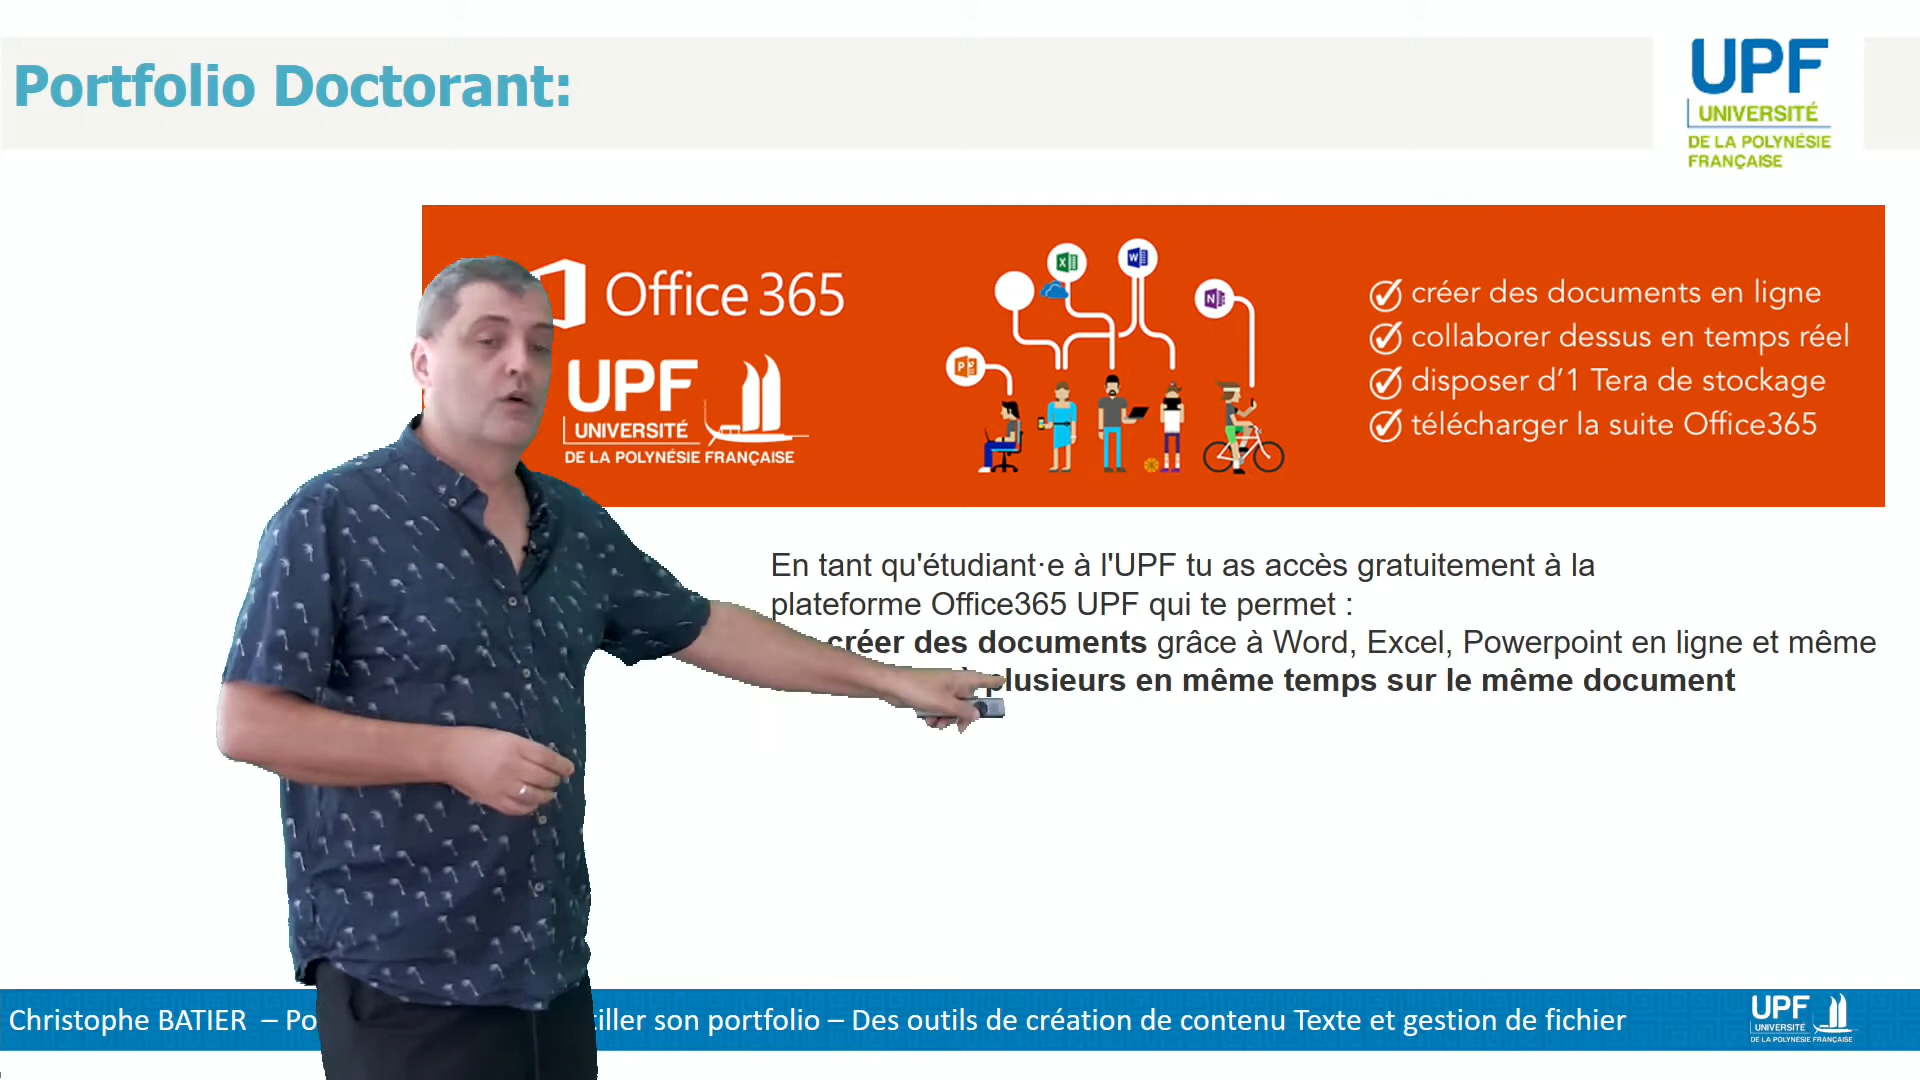 Portfolio Doctorant:
UPF
UNIVERSITÉ
DE LA POLYNÉSIE
FRANÇAISE
Office 365
UPF
UNIVERSITÉ
DE LA POLYNÉSIE FRANÇAISE
X
W
N
P
créer des documents en ligne
collaborer dessus en temps réel
disposer d'1 Tera de stockage
télécharger la suite Office365
En tant qu'étudiant·e à l'UPF tu as accès gratuitement à la
plateforme Office365 UPF qui te permet :
créer des documents grâce à Word, Excel, Powerpoint en ligne et même
plusieurs en même temps sur le même document
Christophe BATIER – Po tiller son portfolio – Des outils de création de contenu Texte et gestion de fichier
UPF
UNIVERSITÉ
DE LA POLYNÉSIE FRANÇAISE